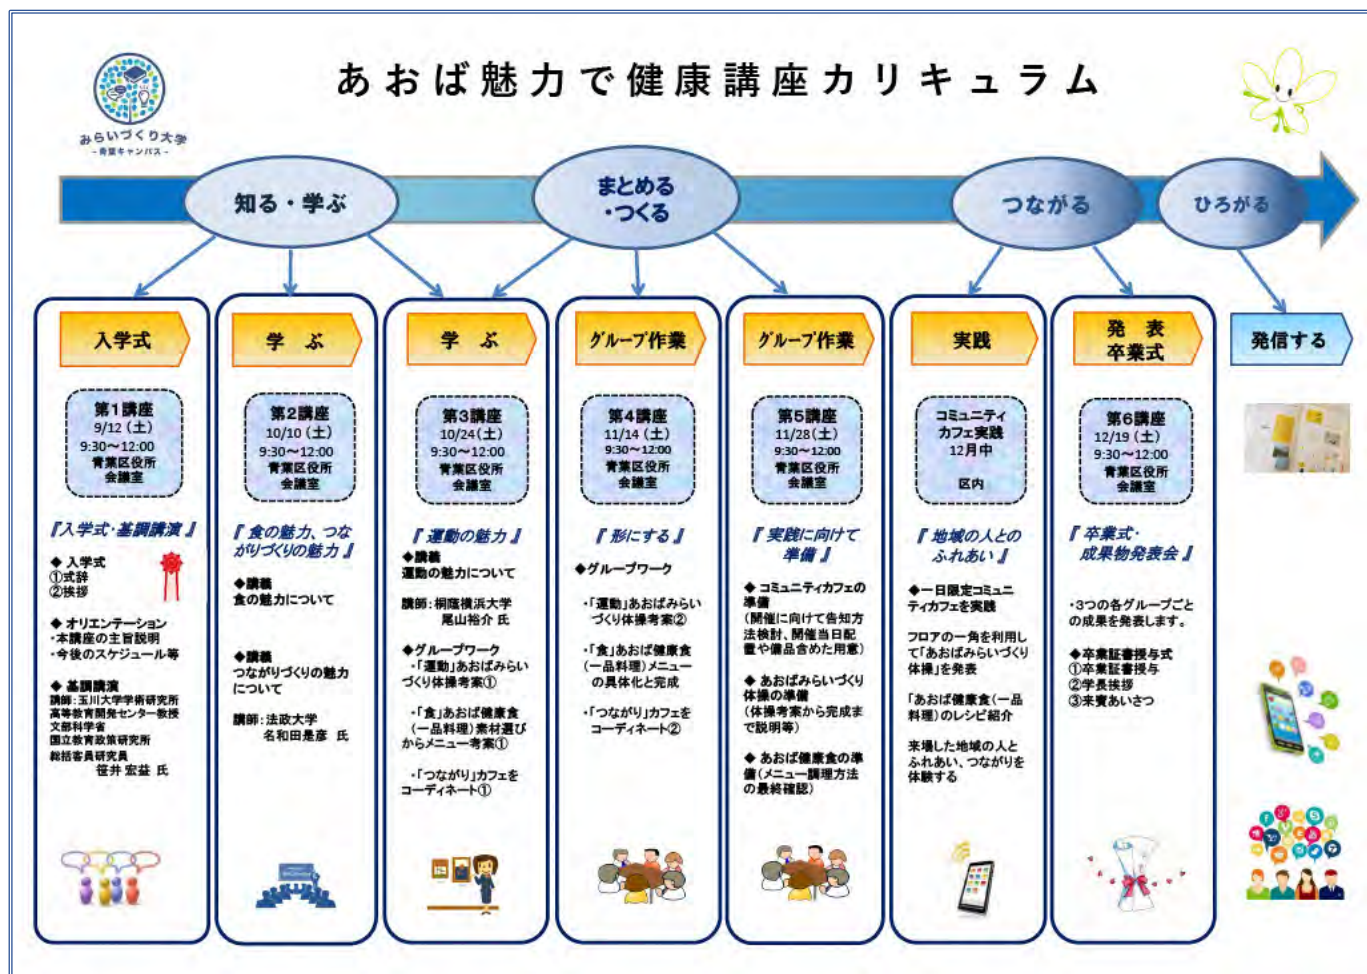 あおば魅力で健康講座カリキュラム
みらいづくり大学
-青葉キャンパス-
知る・学ぶ
まとめる
・つくる
つながる
ひろがる
入学式
第1講座
9/12(土)
9:30～12:00
青葉区役所
会議室
『入学式・基調講演』
◆ 入学式
①式辞
②挨拶
◆ オリエンテーション
・本講座の主旨説明
・今後のスケジュール等
◆ 基調講演
講師：玉川大学学術研究所
高等教育開発センター教授
文部科学省
国立教育政策研究所
総括客員研究員
笹井 宏益 氏
学 ぶ
第2講座
10/10(土)
9:30～12:00
青葉区役所
会議室
『食の魅力、つな
がりづくりの魅力』
◆講義
食の魅力について
◆講義
つながりづくりの魅力
について
講師：法政大学
名和田是彦 氏
学 ぶ
第3講座
10/24(土)
9:30～12:00
青葉区役所
会議室
『運動の魅力』
◆講義
運動の魅力について
講師：桐蔭横浜大学
尾山裕介 氏
◆グループワーク
・「運動」あおばみらい
づくり体操考案①
・「食」あおば健康食
(一品料理)素材選び
からメニュー考案①
・「つながり」カフェを
コーディネート①
グループ作業
第4講座
11/14(土)
9:30～12:00
青葉区役所
会議室
『形にする』
◆グループワーク
・「運動」あおばみらい
づくり体操考案②
・「食」あおば健康食
(一品料理)メニュー
の具体化と完成
・「つながり」カフェを
コーディネート②
グループ作業
第5講座
11/28(土)
9:30～12:00
青葉区役所
会議室
『実践に向けて
準備』
◆ コミュニティカフェの
準備
(開催に向けて告知方
法検討、開催当日配
置や備品含めた用意)
◆ あおばみらいづくり
体操の準備
(体操考案から完成ま
で説明等)
◆ あおば健康食の準
備(メニュー調理方法
の最終確認)
実践
コミュニティ
カフェ実践
12月中
区内
『地域の人との
ふれあい』
◆一日限定コミュニ
ティカフェを実践
フロアの一角を利用し
て「あおばみらいづくり
体操」を発表
「あおば健康食(一品
料理)のレシピ紹介
来場した地域の人と
ふれあい、つながりを
体験する
発 表
卒業式
第6講座
12/19(土)
9:30～12:00
青葉区役所
会議室
『卒業式・
成果物発表会』
・3つの各グループごと
の成果を発表します。
◆卒業証書授与式
①卒業証書授与
②学長挨拶
③来賓あいさつ
発信する